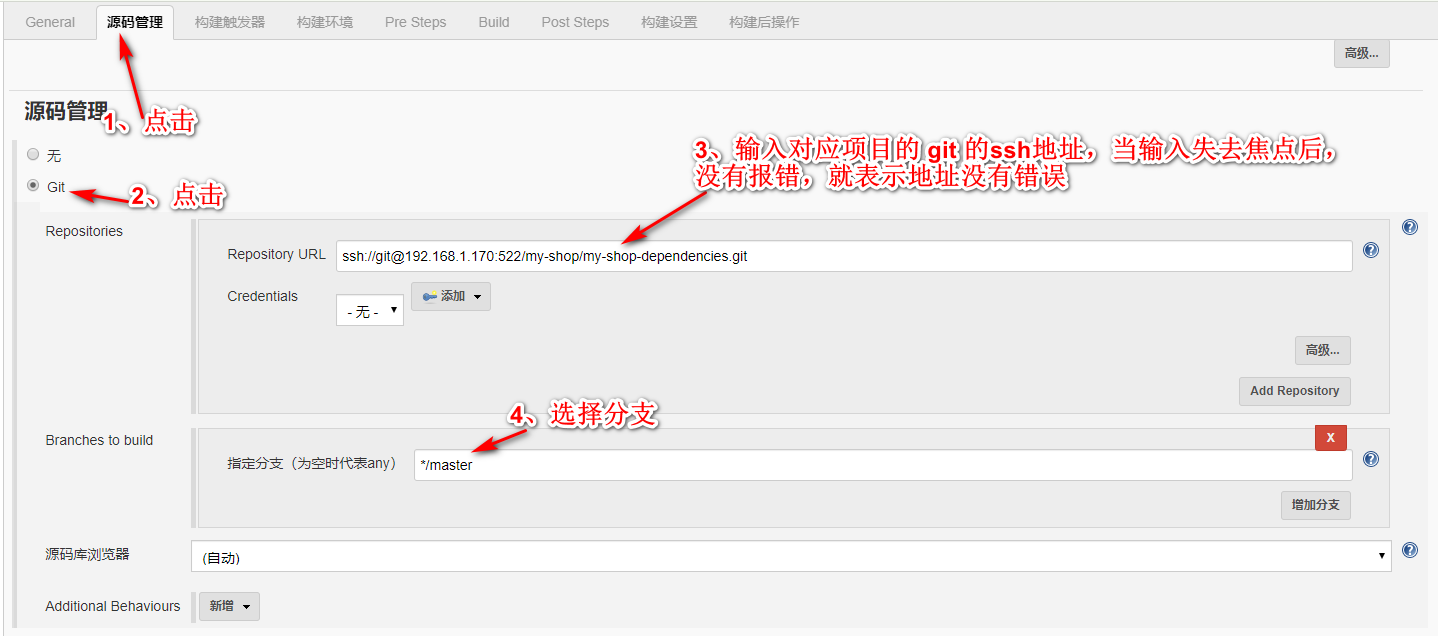 General 源码管理 构建触发器 构建环境 Pre Steps Build Post Steps 构建设置 构建后操作
高级...
源码管理
1、点击
无
Git
2、点击
3、输入对应项目的 git 的ssh地址，当输入失去焦点后，
没有报错，就表示地址没有错误
Repositories
Repository URL ssh://git@192.168.1.170:522/my-shop/my-shop-dependencies.git
Credentials - 无 - 添加
高级...
Add Repository
4、选择分支
Branches to build
X
指定分支（为空时代表any） */master
增加分支
源码库浏览器 (自动)
Additional Behaviours 新增